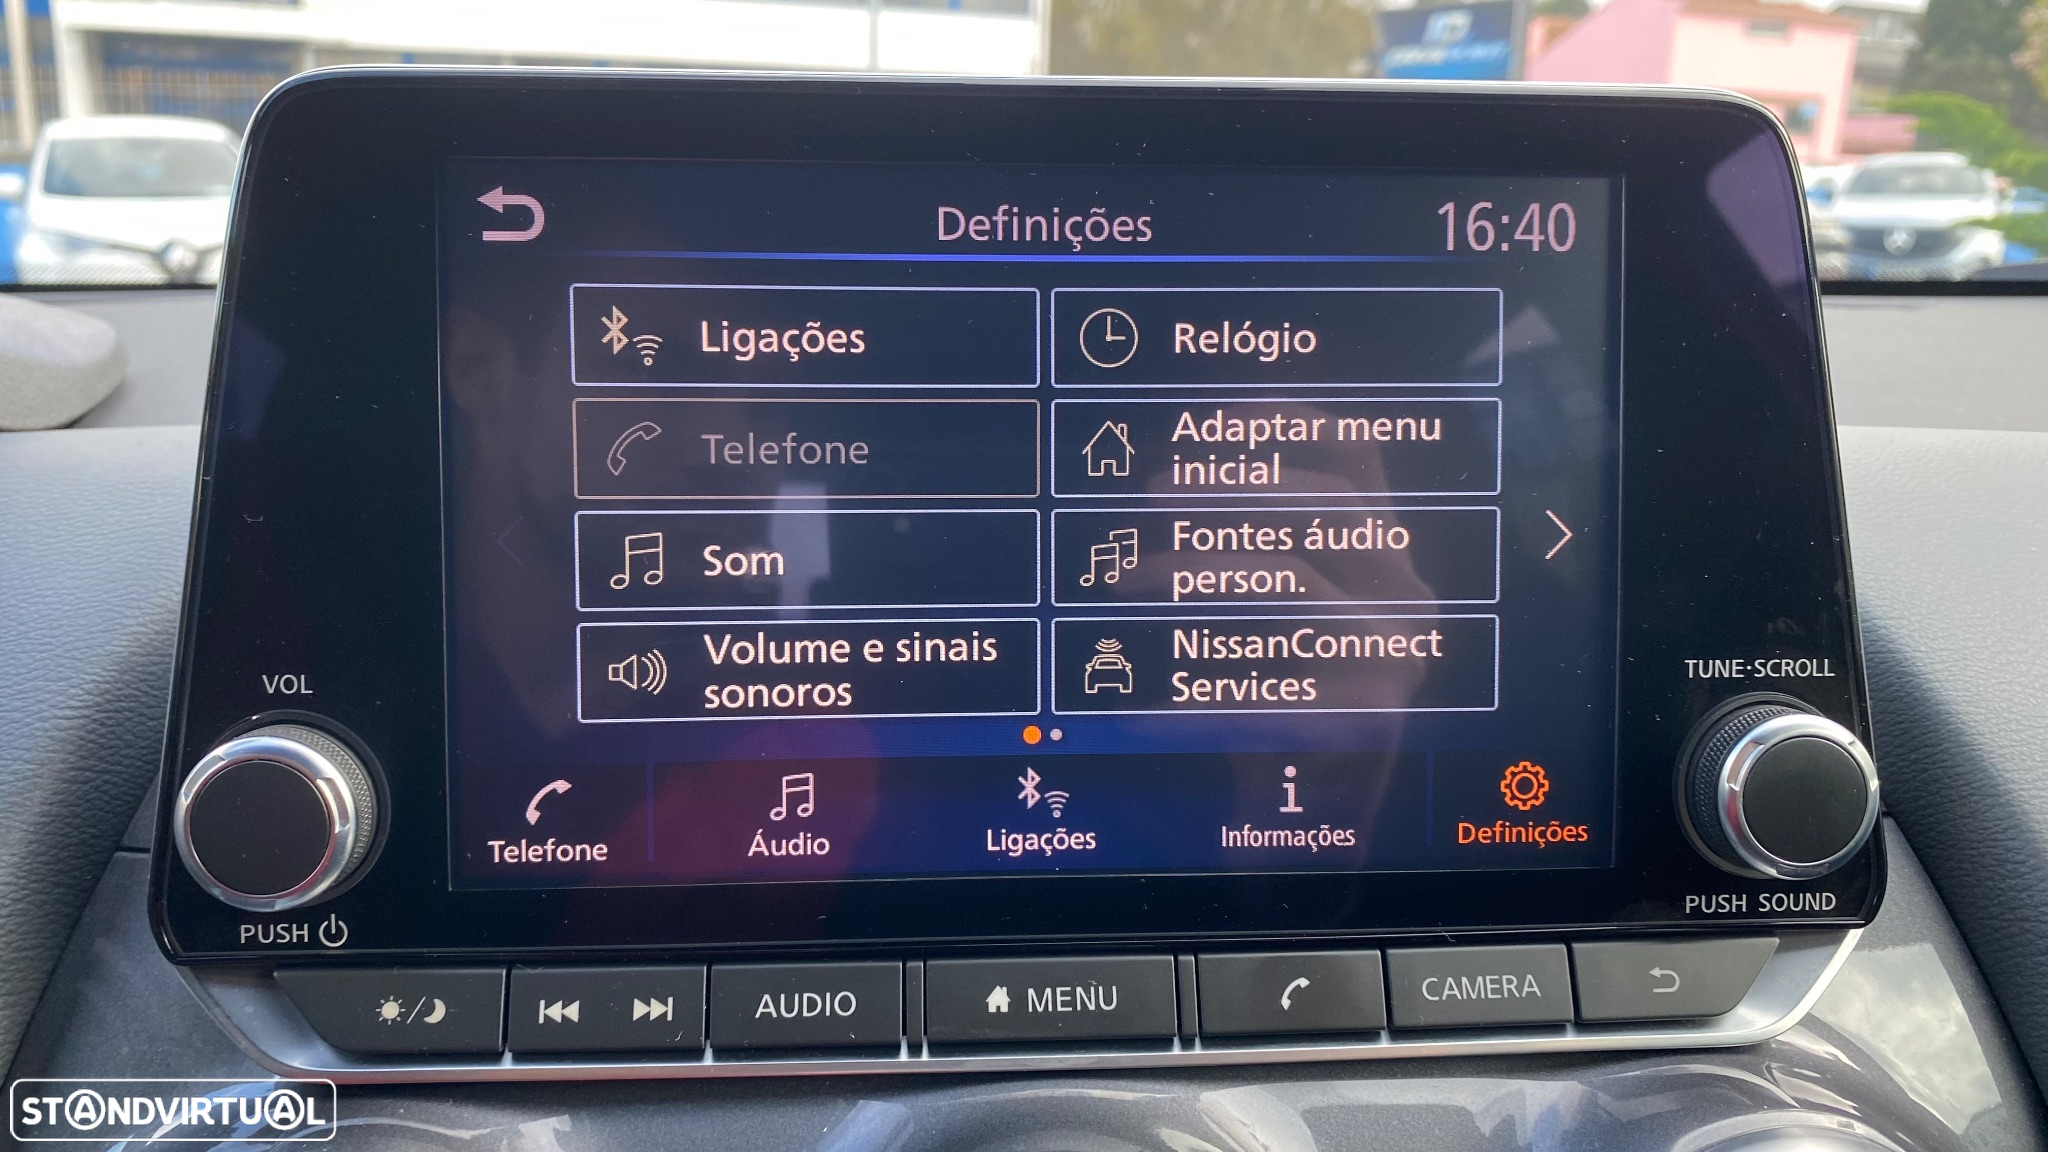 Definições
16:40
Ligações
Relógio
Telefone
Adaptar menu
inicial
Som
Fontes áudio
person.
Volume e sinais
sonoros
NissanConnect
Services
Telefone
Áudio
Ligações
Informações
Definições
VOL
PUSH
TUNE·SCROLL
PUSH SOUND
AUDIO
MENU
CAMERA
STANDVIRTUAL